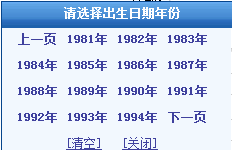 请选择出生日期年份
上一页 1981年 1982年 1983年
1984年 1985年 1986年 1987年
1988年 1989年 1990年 1991年
1992年 1993年 1994年 下一页
[清空] [关闭]